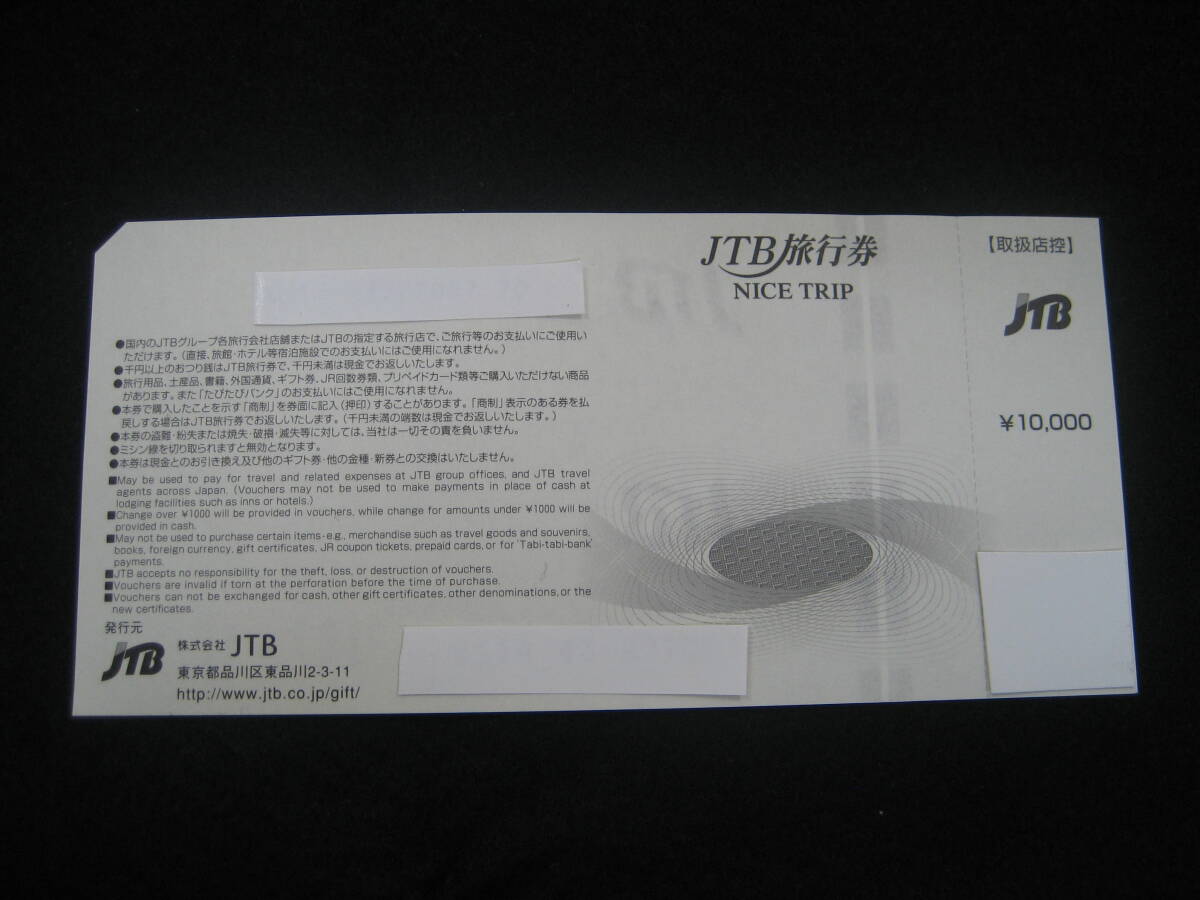 JTB旅行券
NICE TRIP
【取扱店控】
JTB
¥10,000
●国内のJTBグループ各旅行会社店舗またはJTBの指定する旅行店で、ご旅行等のお支払いにご使用い
ただけます。(直接、旅館・ホテル等宿泊施設でのお支払いにはご使用になれません。)
●千円以上のおつり銭はJTB旅行券で、千円未満は現金でお返しいたします。
●旅行用品、土産品、書籍、外国通貨、ギフト券、JR回数券類、プリペイドカード類等ご購入いただけない商品
があります。また「たびたびバンク」のお支払いにはご使用になれません。
●本券で購入したことを示す「商制」を券面に記入(押印)することがあります。「商制」表示のある券を払
戻しする場合はJTB旅行券でお返しいたします。(千円未満の端数は現金でお返しいたします。)
●本券の盗難・紛失または焼失・破損・滅失等に対しては、当社は一切その責を負いません。
●ミシン線を切り取られますと無効となります。
●本券は現金とのお引き換え及び他のギフト券・他の金種・新券との交換はいたしません。
■May be used to pay for travel and related expenses at JTB group offices, and JTB travel
agents across Japan. (Vouchers may not be used to make payments in place of cash at
lodging facilities such as inns or hotels.)
■Change over ¥1000 will be provided in vouchers, while change for amounts under ¥1000 will be
provided in cash.
■May not be used to purchase certain items・e.g., merchandise such as travel goods and souvenirs,
books, foreign currency, gift certificates, JR coupon tickets, prepaid cards, or for 'Tabi-tabi-bank'
payments.
■JTB accepts no responsibility for the theft, loss, or destruction of vouchers.
■Vouchers are invalid if torn at the perforation before the time of purchase.
■Vouchers can not be exchanged for cash, other gift certificates, other denominations, or the
new certificates.
発行元
JTB 株式会社 JTB
東京都品川区東品川2-3-11
http://www.jtb.co.jp/gift/